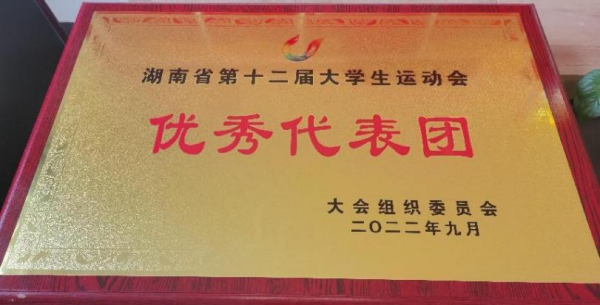 湖南省第十二届大学生运动会
优秀代表团
大会组织委员会
二〇二二年九月